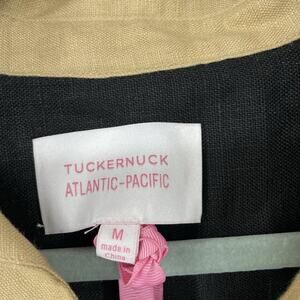 TUCKERNUCK
ATLANTIC-PACIFIC
M
made in
China